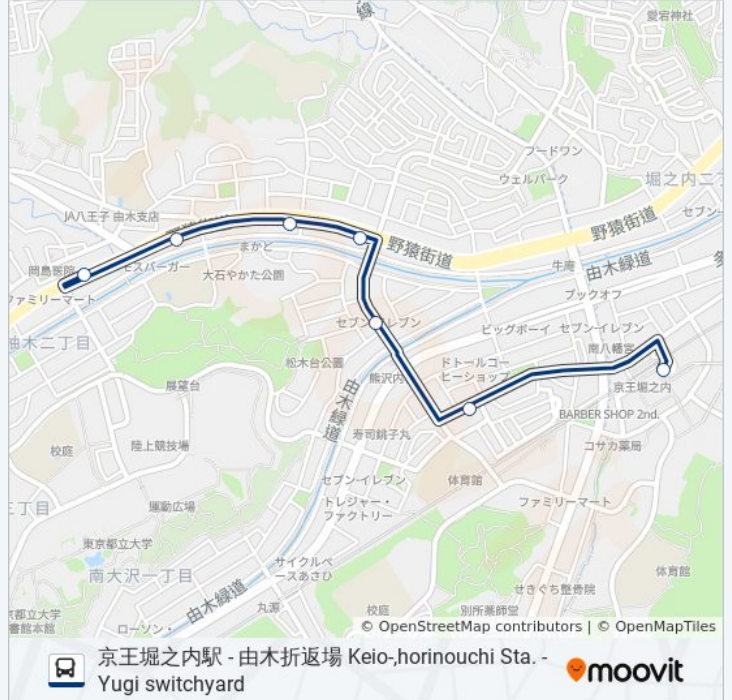 線
愛宕神社
フードワン
ウェルパーク
堀之内二丁
JA八王子 由木支店
セブン-
野猿街道
野猿街道
まかど
岡島医院
モスバーガー
大石やかた公園
牛庵
由木緑道
ファミリーマート
ブックオフ
セブン-イレブン
ビッグボーイ
セブン-イレブン
由木二丁目
南八幡宮
松木台公園
熊沢内
ドトールコー
ヒーショップ
展望台
京王堀之内
由木緑道
BARBER SHOP 2nd.
寿司銚子丸
校庭
陸上競技場
コサカ薬局
セブン-イレブン
体育館
トレジャー・
ファクトリー
ファミリーマート
三丁目
運動広場
東京都立大学
サイクルベ
ースあさひ
南大沢一丁目
体育館
せきぐち整骨院
由木緑道
京都立大学
書館本館
ローソン・
丸源
校庭
別所薬師堂
© OpenStreetMap contributors | © OpenMapTiles
京王堀之内駅 - 由木折返場 Keio-,horinouchi Sta. -
Yugi switchyard
moovit